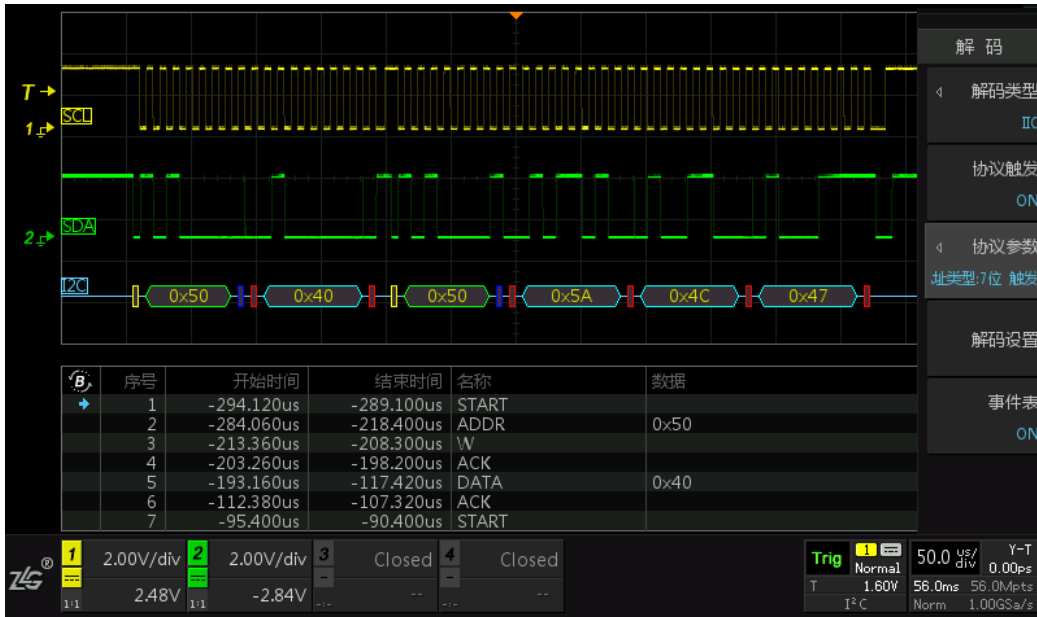 解 码
解码类型
IIC
协议触发
ON
协议参数
址类型:7位 触发
解码设置
事件表
ON
T
1
SCL
2
SDA
I2C
0x50 0x40 0x50 0x5A 0x4C 0x47
B 序号 开始时间 结束时间 名称 数据
1 -294.120us -289.100us START
2 -284.060us -218.400us ADDR 0x50
3 -213.360us -208.300us W
4 -203.260us -198.200us ACK
5 -193.160us -117.420us DATA 0x40
6 -112.380us -107.320us ACK
7 -95.400us -90.400us START
ZLG® 1 2.00V/div 2 2.00V/div 3 Closed 4 Closed
1:1 2.48V 1:1 -2.84V -:- -- -:- --
Trig 1 Normal 50.0 us/div Y-T 0.00ps
T 1.60V 56.0ms 56.0Mpts
I²C Norm 1.00GSa/s